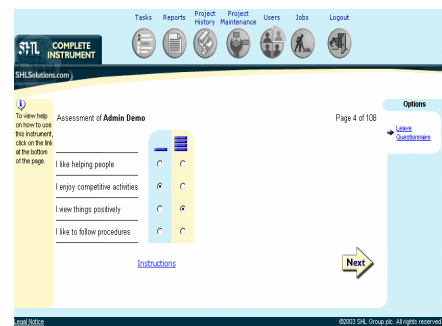 Tasks Reports Project History Project Maintenance Users Jobs Logout
SHL COMPLETE INSTRUMENT
SHLSolutions.com
To view help on how to use this instrument, click on the link at the bottom of the page.
Assessment of Admin Demo
Page 4 of 108
Options
Leave Questionnaire
I like helping people
I enjoy competitive activities
I view things positively
I like to follow procedures
Instructions
Next
Legal Notice
©2003 SHL Group plc. All rights reserved